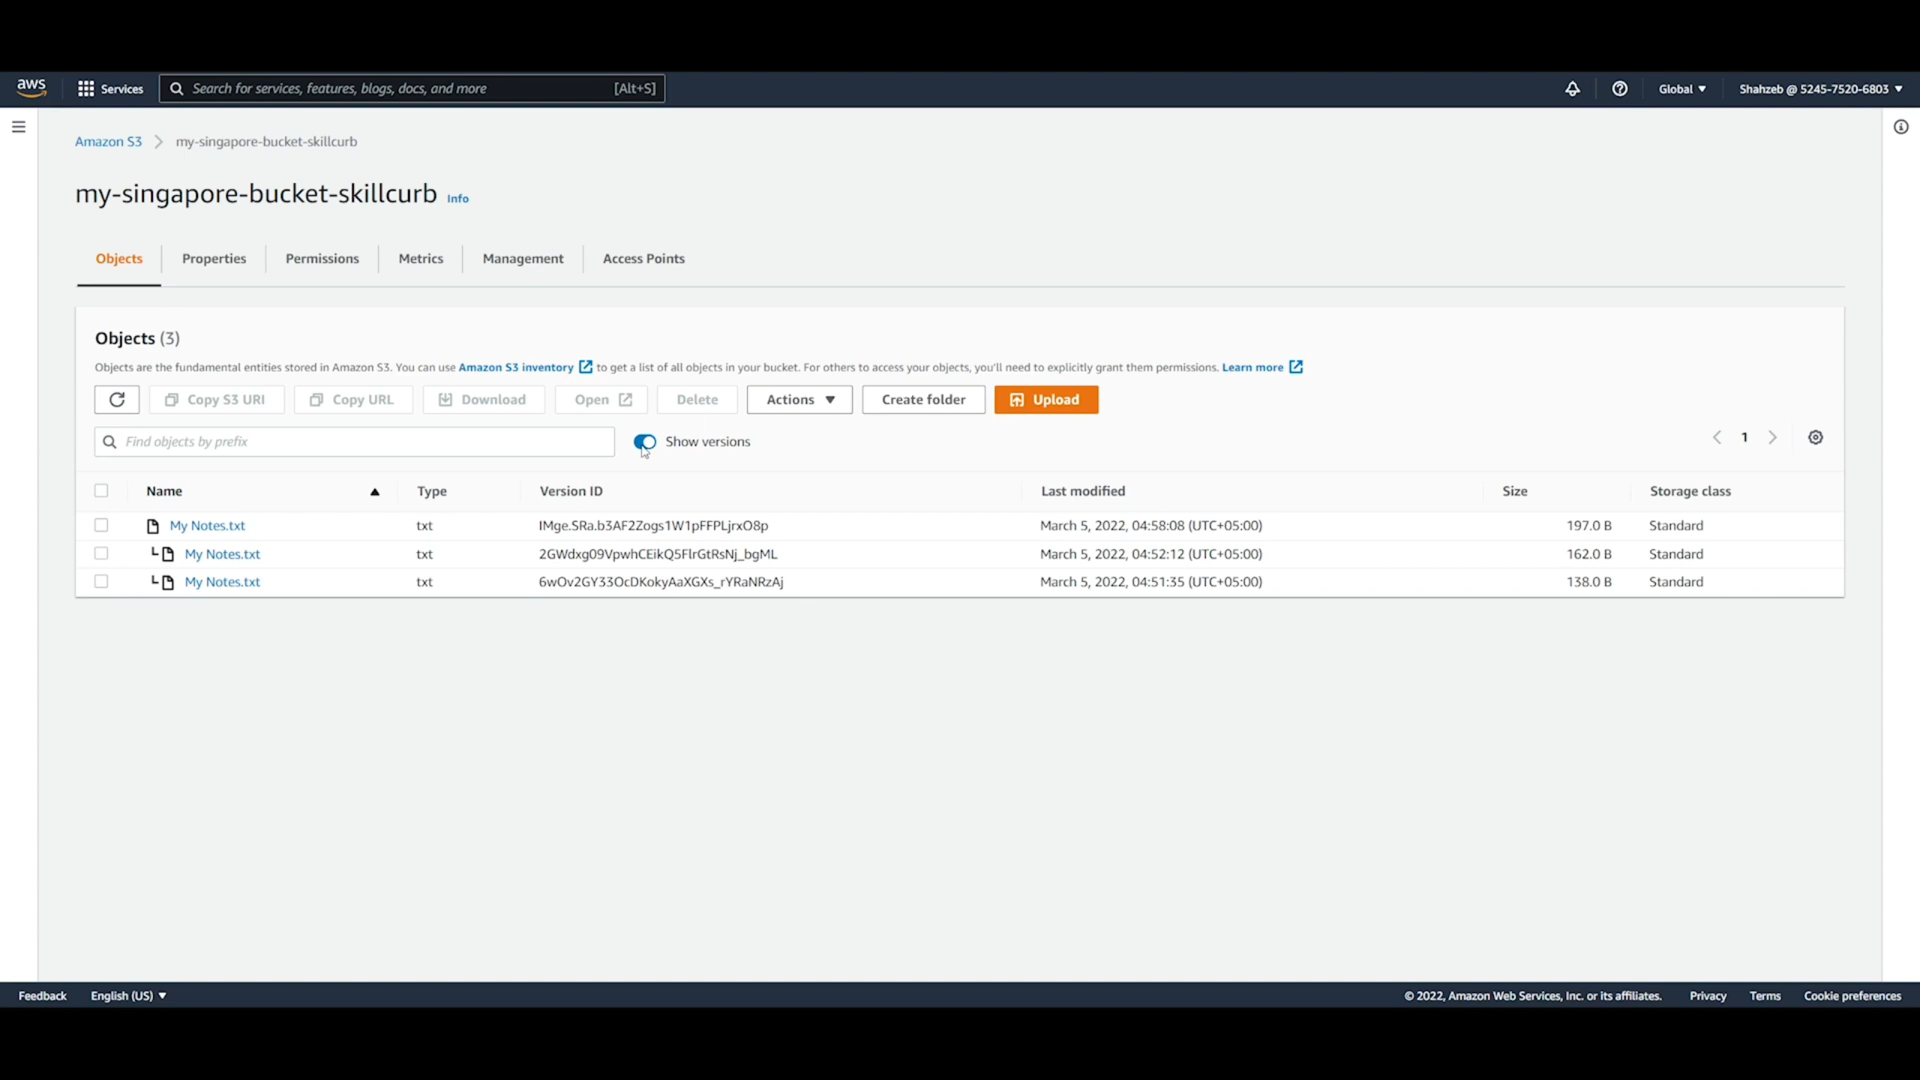 aws Services Search for services, features, blogs, docs, and more [Alt+S] Global Shahzeb @ 5245-7520-6803
Amazon S3 my-singapore-bucket-skillcurb
my-singapore-bucket-skillcurb Info
Objects Properties Permissions Metrics Management Access Points
Objects (3)
Objects are the fundamental entities stored in Amazon S3. You can use Amazon S3 inventory to get a list of all objects in your bucket. For others to access your objects, you'll need to explicitly grant them permissions. Learn more
Copy S3 URI Copy URL Download Open Delete Actions Create folder Upload
Find objects by prefix Show versions 1
Name Type Version ID Last modified Size Storage class
My Notes.txt txt IMge.SRa.b3AF2Zogs1W1pFFPLjrxO8p March 5, 2022, 04:58:08 (UTC+05:00) 197.0 B Standard
My Notes.txt txt 2GWdxg09VpwhCEikQ5FlrGtRsNj_bgML March 5, 2022, 04:52:12 (UTC+05:00) 162.0 B Standard
My Notes.txt txt 6wOv2GY33OcDKokyAaXGXs_rYRaNRzAj March 5, 2022, 04:51:35 (UTC+05:00) 138.0 B Standard
Feedback English (US) © 2022, Amazon Web Services, Inc. or its affiliates. Privacy Terms Cookie preferences